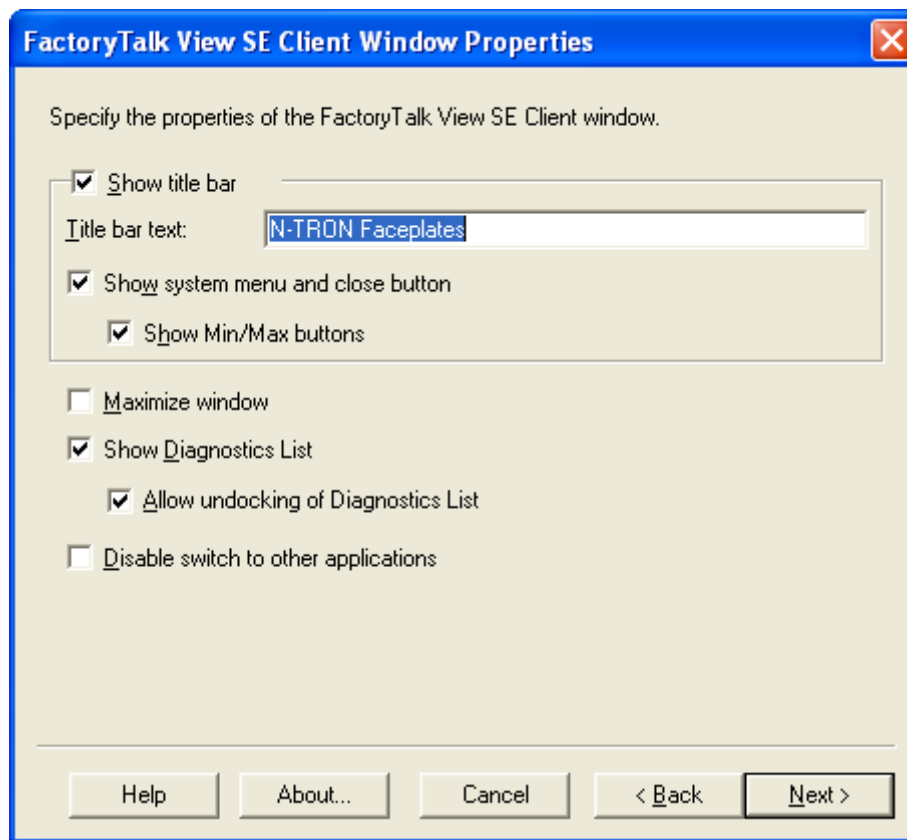 FactoryTalk View SE Client Window Properties
Specify the properties of the FactoryTalk View SE Client window.
Show title bar
Title bar text: N-TRON Faceplates
Show system menu and close button
Show Min/Max buttons
Maximize window
Show Diagnostics List
Allow undocking of Diagnostics List
Disable switch to other applications
Help About... Cancel < Back Next >